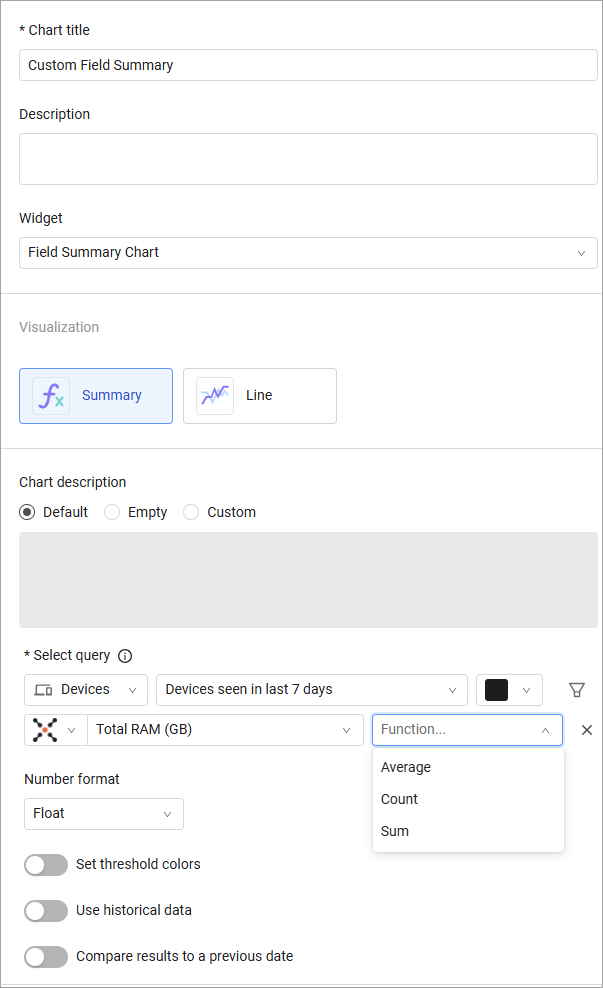 * Chart title
Custom Field Summary
Description
Widget
Field Summary Chart
Visualization
Summary
Line
Chart description
Default Empty Custom
* Select query
Devices Devices seen in last 7 days
Total RAM (GB) Function...
Average
Count
Sum
Number format
Float
Set threshold colors
Use historical data
Compare results to a previous date